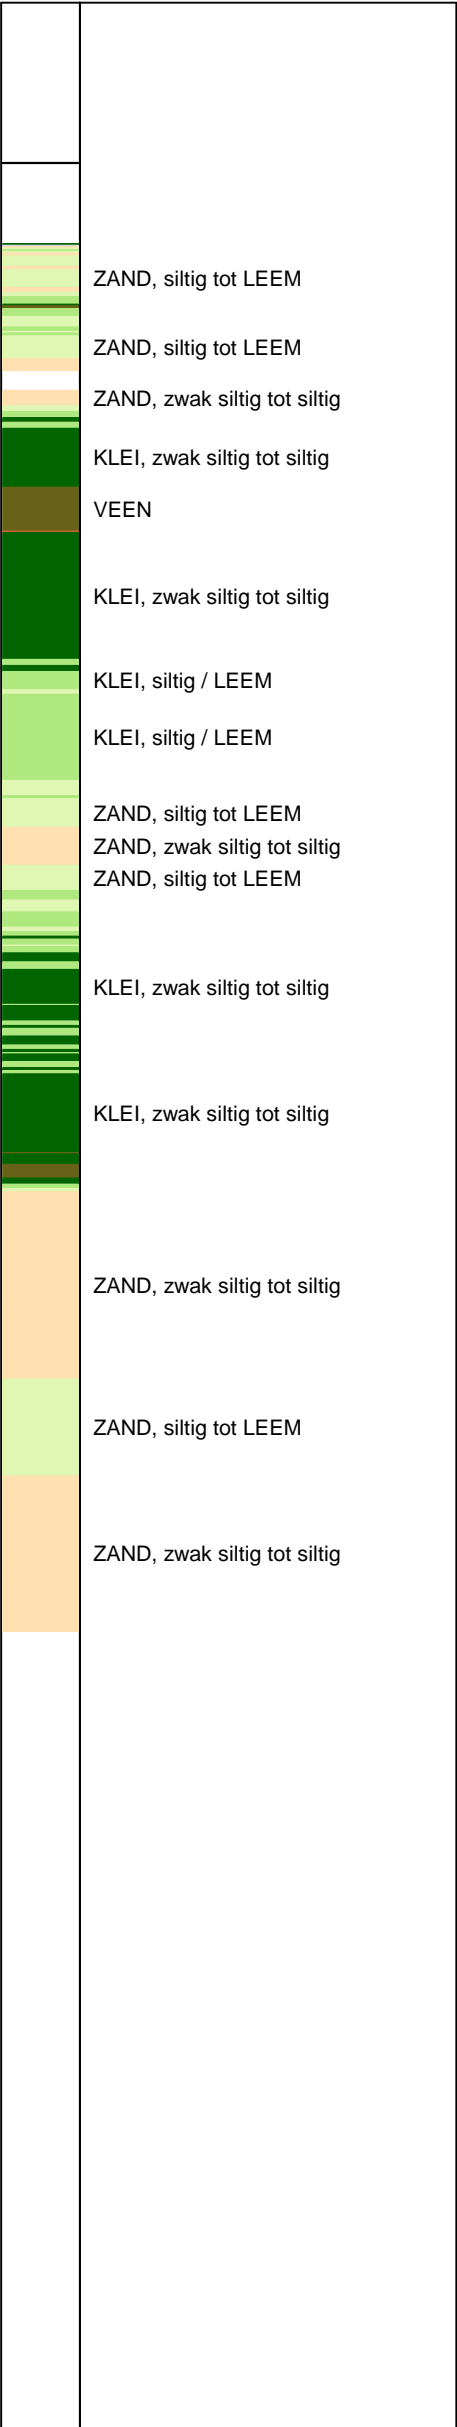 ZAND, siltig tot LEEM
ZAND, siltig tot LEEM
ZAND, zwak siltig tot siltig
KLEI, zwak siltig tot siltig
VEEN
KLEI, zwak siltig tot siltig
KLEI, siltig / LEEM
KLEI, siltig / LEEM
ZAND, siltig tot LEEM
ZAND, zwak siltig tot siltig
ZAND, siltig tot LEEM
KLEI, zwak siltig tot siltig
KLEI, zwak siltig tot siltig
ZAND, zwak siltig tot siltig
ZAND, siltig tot LEEM
ZAND, zwak siltig tot siltig